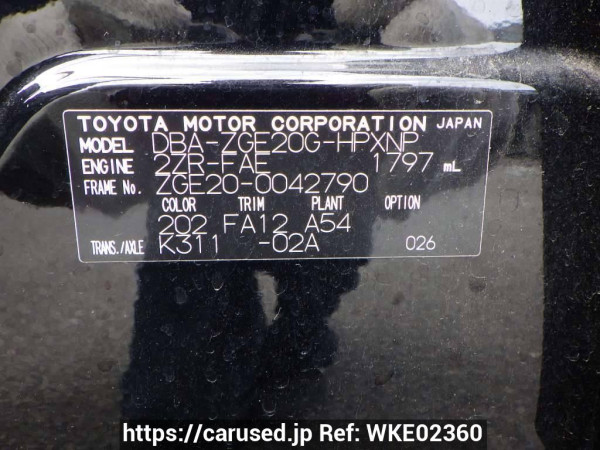 TOYOTA MOTOR CORPORATION JAPAN
MODEL DBA-ZGE20G-HPXNP
ENGINE 2ZR-FAE 1797 mL
FRAME No. ZGE20-0042790
COLOR TRIM PLANT OPTION
202 FA12 A54
TRANS./AXLE K311 -02A 026
https://carused.jp Ref: WKE02360